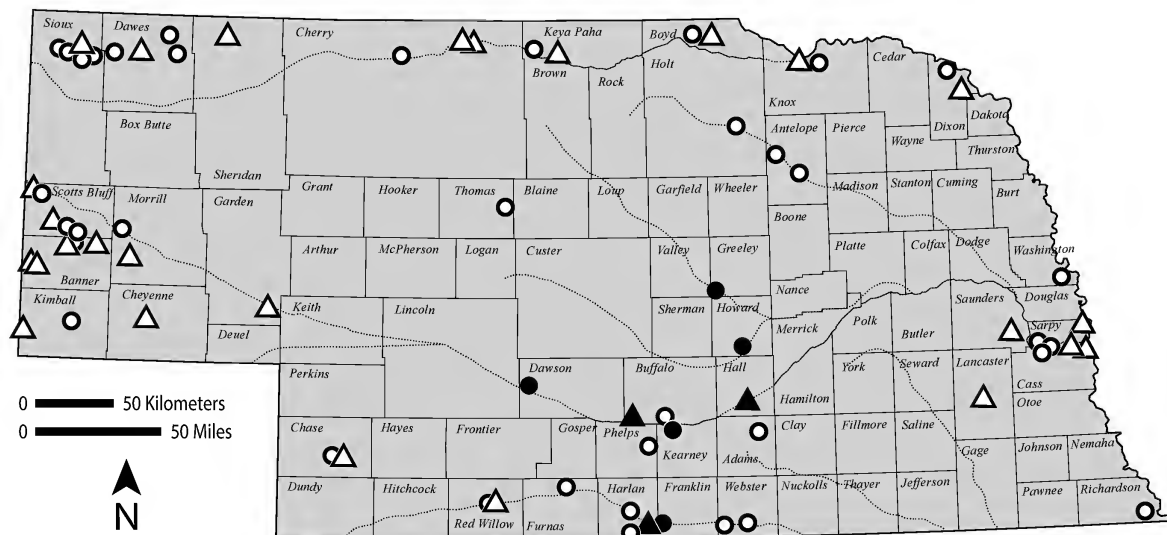 Sioux
Dawes
Cherry
Keya Paha
Boyd
Holt
Cedar
Brown
Rock
Knox
Dakota
Dixon
Box Butte
Antelope
Pierce
Wayne
Thurston
Sheridan
Scotts Bluff
Morrill
Garden
Grant
Hooker
Thomas
Blaine
Loup
Garfield
Wheeler
Madison
Stanton
Cuming
Burt
Boone
Arthur
McPherson
Logan
Custer
Valley
Greeley
Platte
Colfax
Dodge
Washington
Banner
Kimball
Cheyenne
Keith
Lincoln
Sherman
Howard
Nance
Saunders
Douglas
Deuel
Merrick
Polk
Butler
Sarpy
Perkins
Dawson
Buffalo
Hall
Hamilton
York
Seward
Lancaster
Cass
Otoe
0 50 Kilometers
0 50 Miles
Chase
Hayes
Frontier
Gosper
Phelps
Kearney
Adams
Clay
Fillmore
Saline
Gage
Johnson
Nemaha
Dundy
Hitchcock
Red Willow
Furnas
Harlan
Franklin
Webster
Nuckolls
Thayer
Jefferson
Pawnee
Richardson
N